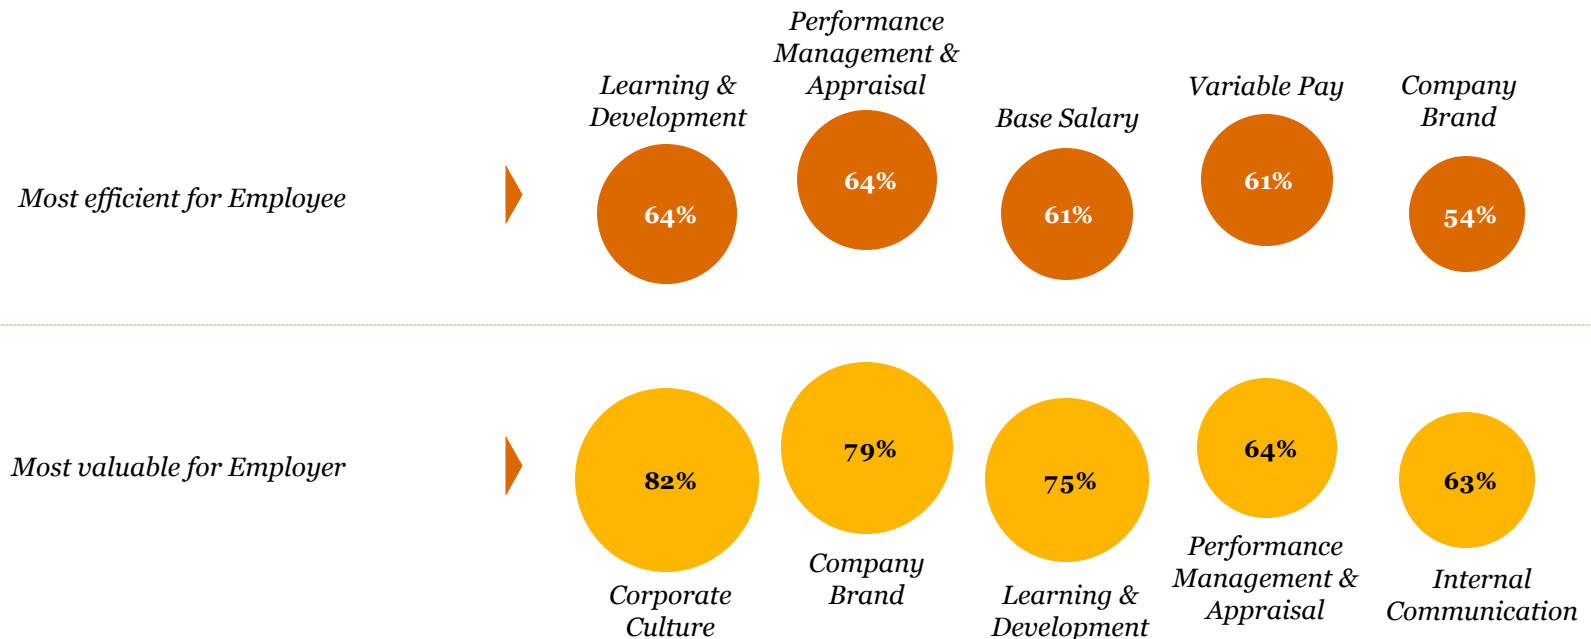 Most efficient for Employee
Learning &
Development
64%
Performance
Management &
Appraisal
64%
Base Salary
61%
Variable Pay
61%
Company
Brand
54%
Most valuable for Employer
82%
Corporate
Culture
79%
Company
Brand
75%
Learning &
Development
64%
Performance
Management &
Appraisal
63%
Internal
Communication